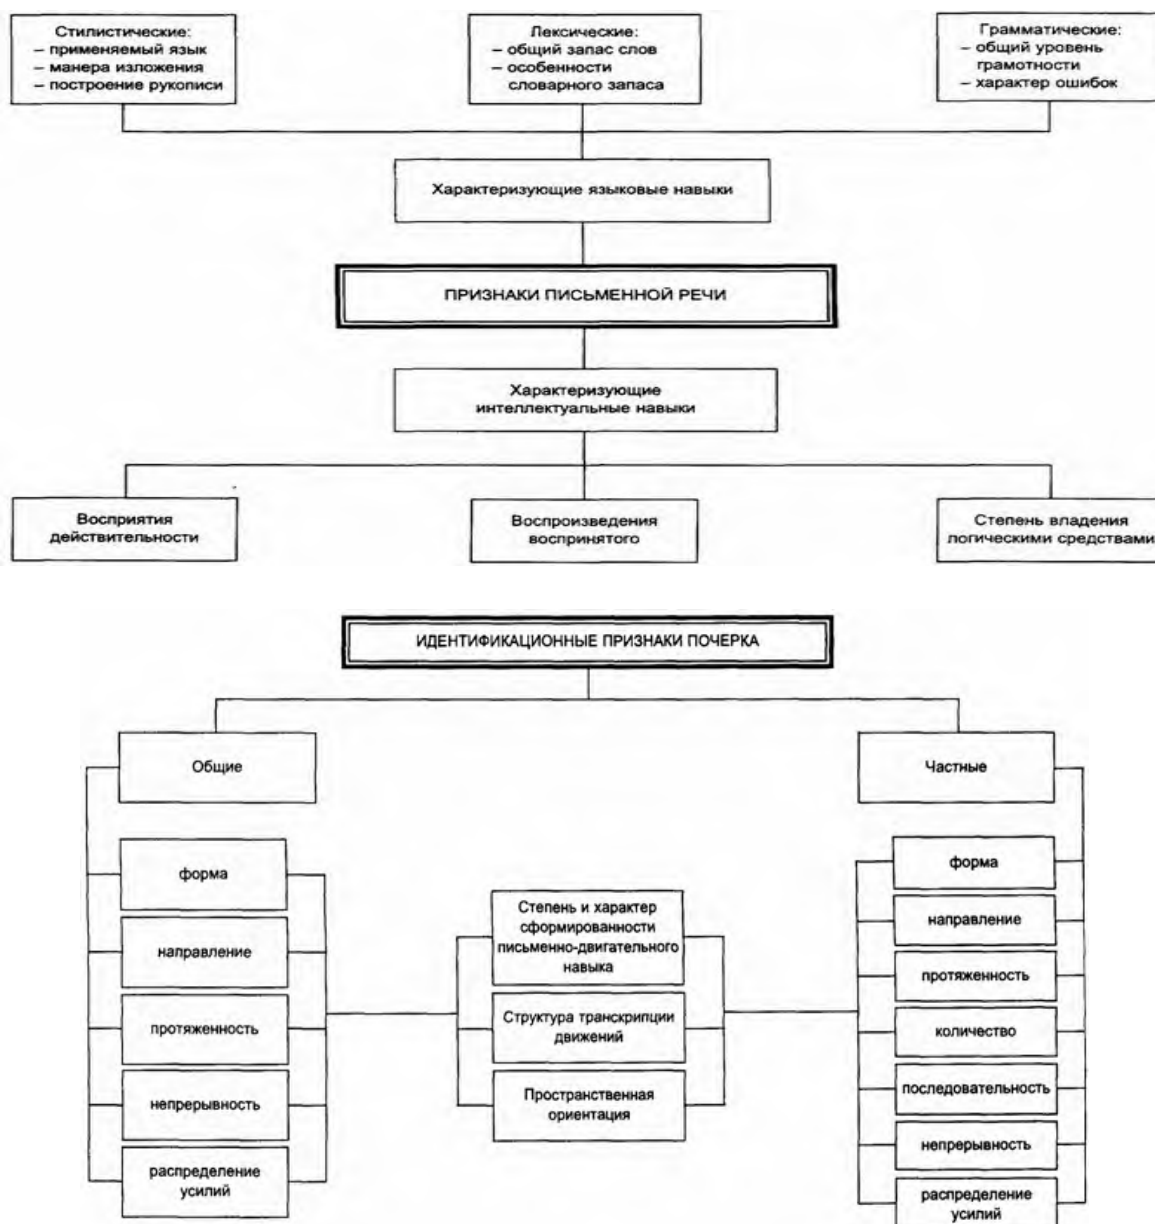 Стилистические:
– применяемый язык
– манера изложения
– построение рукописи
Лексические:
– общий запас слов
– особенности
словарного запаса
Грамматические:
– общий уровень
грамотности
– характер ошибок
Характеризующие языковые навыки
ПРИЗНАКИ ПИСЬМЕННОЙ РЕЧИ
Характеризующие
интеллектуальные навыки
Восприятия
действительности
Воспроизведения
воспринятого
Степень владения
логическими средствами
ИДЕНТИФИКАЦИОННЫЕ ПРИЗНАКИ ПОЧЕРКА
Общие
Частные
форма
направление
протяженность
непрерывность
распределение
усилий
Степень и характер
сформированности
письменно-двигательного
навыка
Структура транскрипции
движений
Пространственная
ориентация
форма
направление
протяженность
количество
последовательность
непрерывность
распределение
усилий